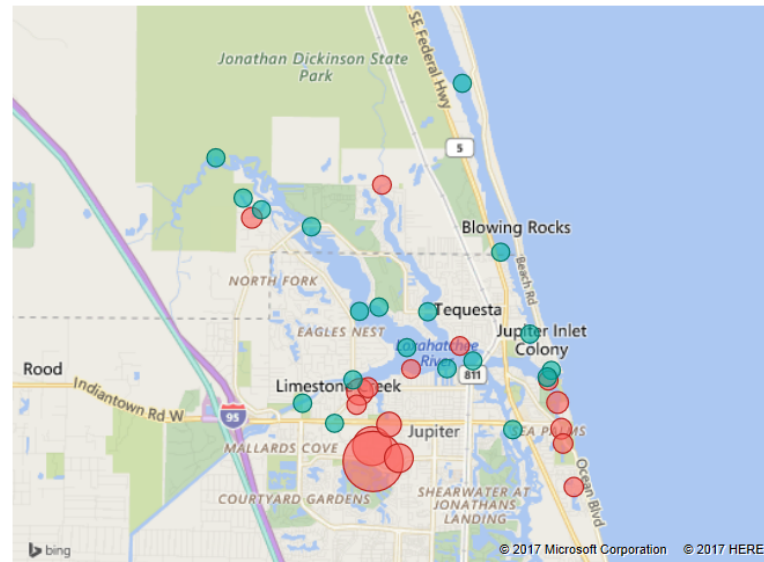 Jonathan Dickinson State
Park
SE Federal Hwy
5
Blowing Rocks
Beach Rd
NORTH FORK
Tequesta
EAGLES NEST
Jupiter Inlet
Colony
Loxahatchee
River
Rood
811
Limestone Creek
Indiantown Rd W
95
Jupiter
SEA PALMS
MALLARDS COVE
COURTYARD GARDENS
SHEARWATER AT
JONATHANS
LANDING
Ocean Blvd
bing
© 2017 Microsoft Corporation © 2017 HERE